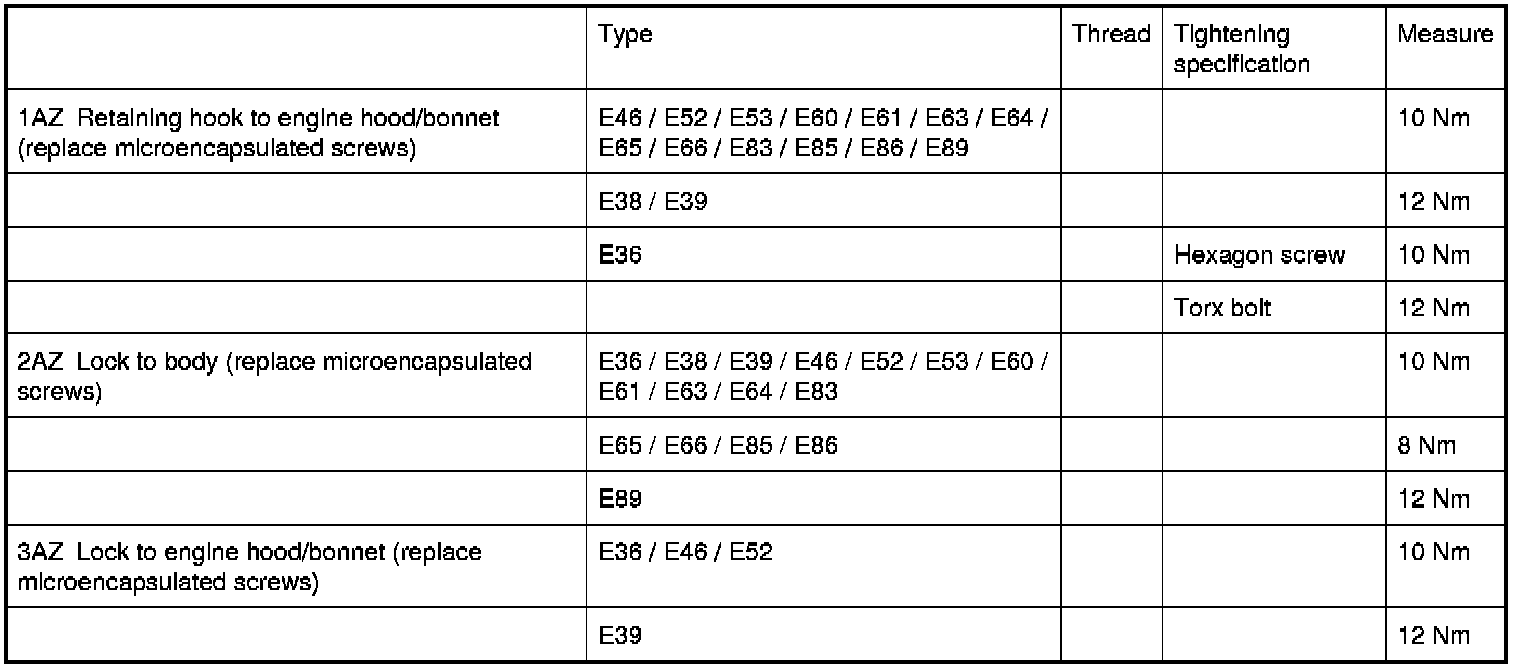 Type Thread Tightening Measure
specification
1AZ Retaining hook to engine hood/bonnet E46 / E52 / E53 / E60 / E61 / E63 / E64 / 10 Nm
(replace microencapsulated screws) E65 / E66 / E83 / E85 / E86 / E89
E38 / E39 12 Nm
E36 Hexagon screw 10 Nm
Torx bolt 12 Nm
2AZ Lock to body (replace microencapsulated E36 / E38 / E39 / E46 / E52 / E53 / E60 / 10 Nm
screws) E61 / E63 / E64 / E83
E65 / E66 / E85 / E86 8 Nm
E89 12 Nm
3AZ Lock to engine hood/bonnet (replace E36 / E46 / E52 10 Nm
microencapsulated screws)
E39 12 Nm